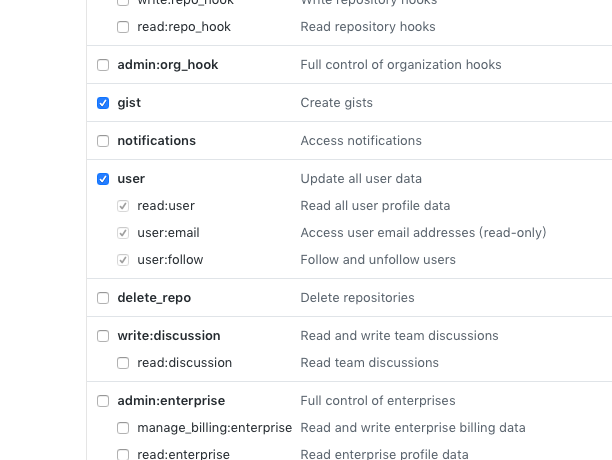 write:repo_hook Write repository hooks
read:repo_hook Read repository hooks
admin:org_hook Full control of organization hooks
gist Create gists
notifications Access notifications
user Update all user data
read:user Read all user profile data
user:email Access user email addresses (read-only)
user:follow Follow and unfollow users
delete_repo Delete repositories
write:discussion Read and write team discussions
read:discussion Read team discussions
admin:enterprise Full control of enterprises
manage_billing:enterprise Read and write enterprise billing data
read:enterprise Read enterprise profile data